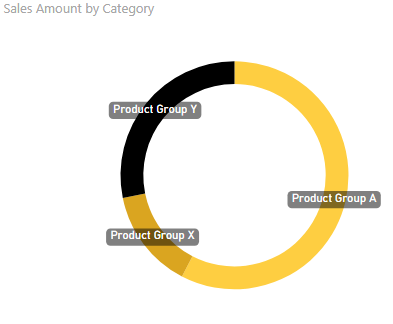 Sales Amount by Category
Product Group Y
Product Group A
Product Group X